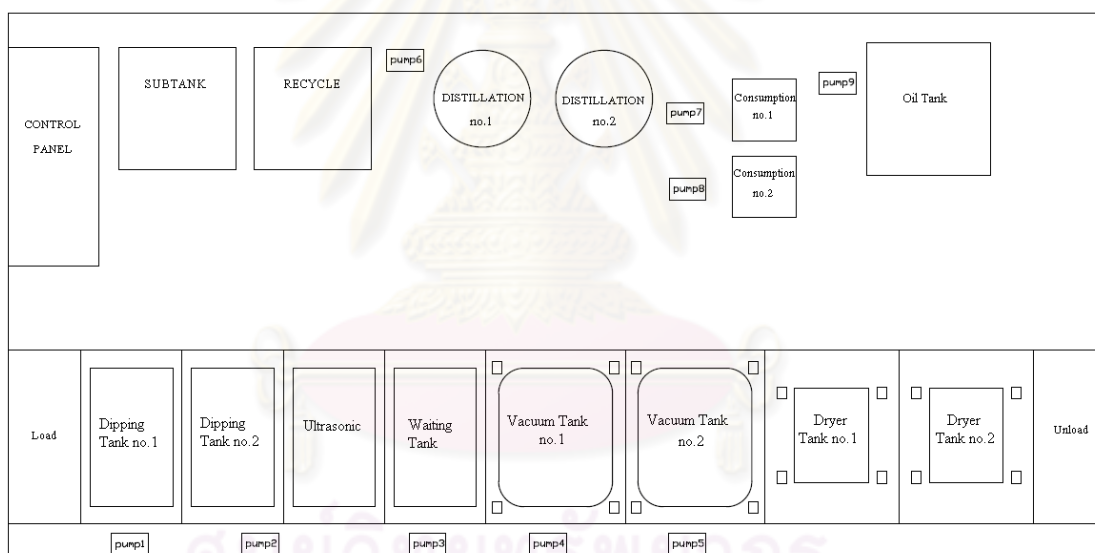 CONTROL
PANEL
SUBTANK
RECYCLE
pump6
DISTILLATION
no.1
DISTILLATION
no.2
pump7
pump8
Consumption
no.1
Consumption
no.2
pump9
Oil Tank
Load
Dipping
Tank no.1
Dipping
Tank no.2
Ultrasonic
Waiting
Tank
Vacuum Tank
no.1
Vacuum Tank
no.2
Dryer
Tank no.1
Dryer
Tank no.2
Unload
pump1
pump2
pump3
pump4
pump5